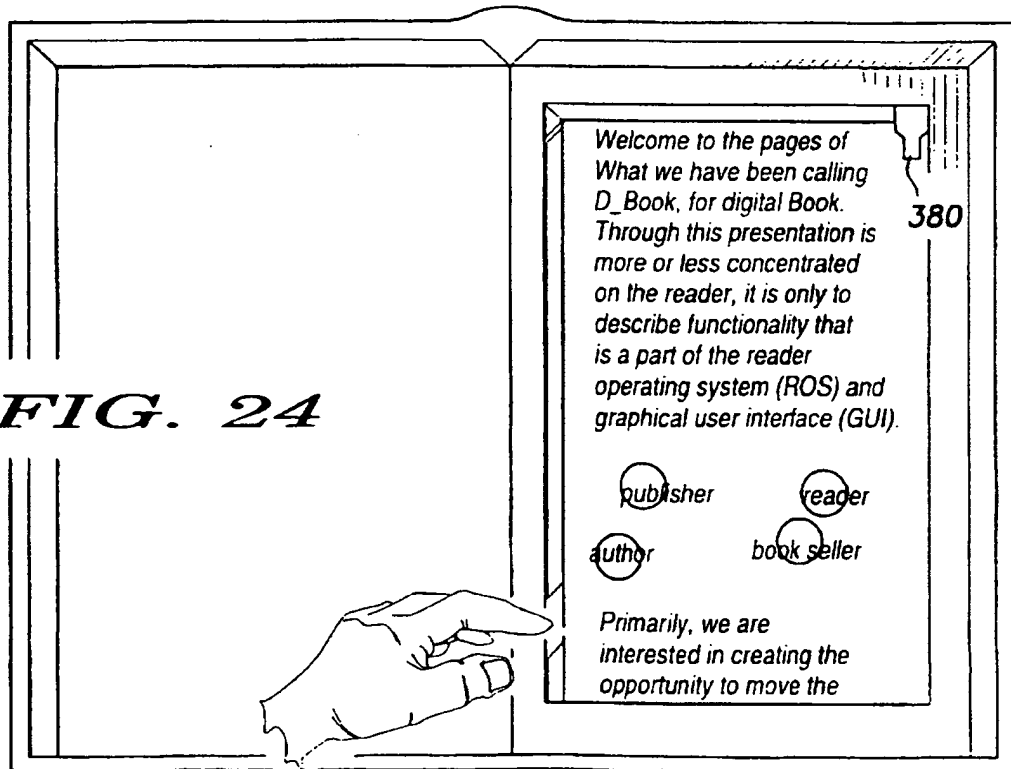 FIG. 24
Welcome to the pages of
What we have been calling
D_Book, for digital Book.
Through this presentation is
more or less concentrated
on the reader, it is only to
describe functionality that
is a part of the reader
operating system (ROS) and
graphical user interface (GUI).
380
publisher reader
author book seller
Primarily, we are
interested in creating the
opportunity to move the